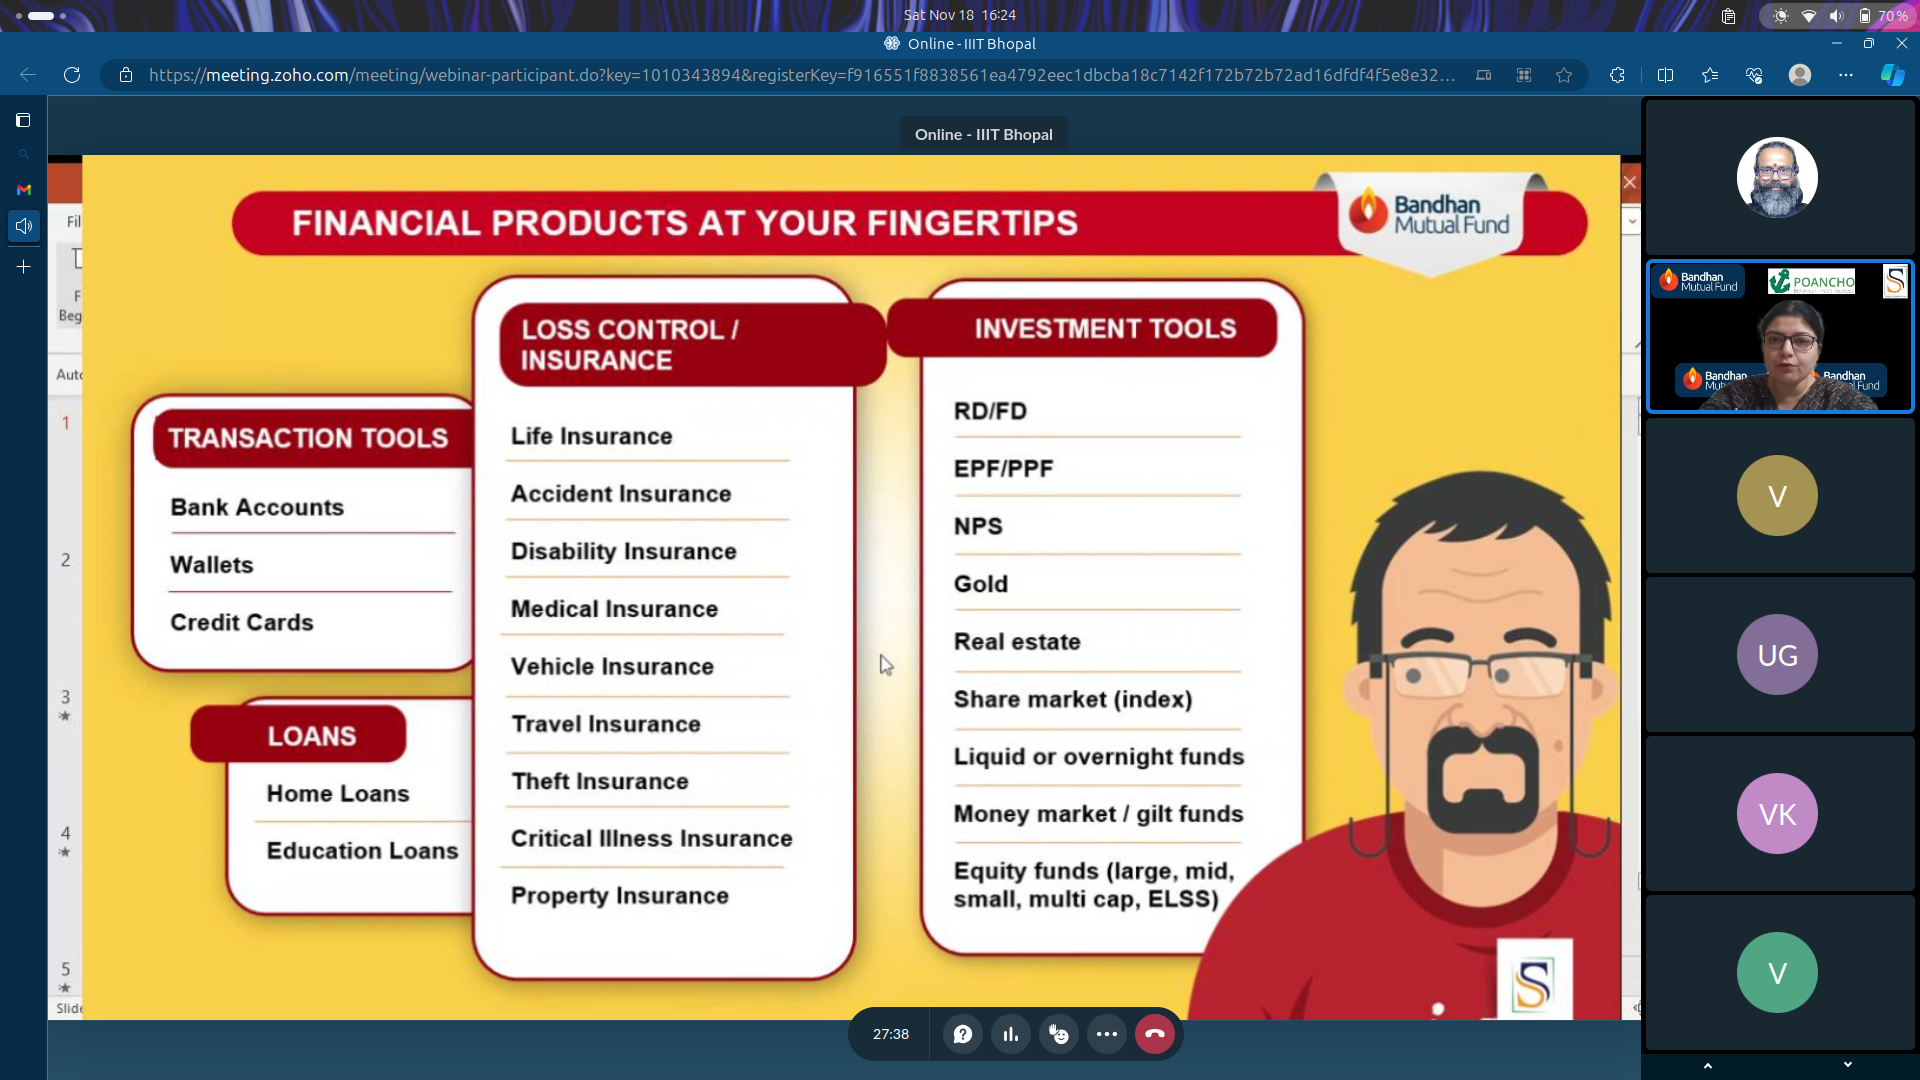 Sat Nov 18 16:24
70 %
Online - IIIT Bhopal
https://meeting.zoho.com/meeting/webinar-participant.do?key=1010343894&registerKey=f916551f8838561ea4792eec1dbcba18c7142f172b72b72ad16dfdf4f5e8e32...
Online - IIIT Bhopal
FINANCIAL PRODUCTS AT YOUR FINGERTIPS
Bandhan
Mutual Fund
TRANSACTION TOOLS
Bank Accounts
Wallets
Credit Cards
LOANS
Home Loans
Education Loans
LOSS CONTROL /
INSURANCE
Life Insurance
Accident Insurance
Disability Insurance
Medical Insurance
Vehicle Insurance
Travel Insurance
Theft Insurance
Critical Illness Insurance
Property Insurance
INVESTMENT TOOLS
RD/FD
EPF/PPF
NPS
Gold
Real estate
Share market (index)
Liquid or overnight funds
Money market / gilt funds
Equity funds (large, mid,
small, multi cap, ELSS)
S
Fil
F
Beg
Auto
1
2
3
4
5
Slide
27:38
Bandhan
Mutual Fund
POANCHO
S
Bandhan
Bandhan
Fund
V
UG
VK
V